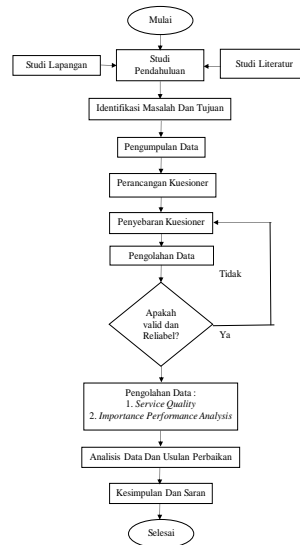 Mulai
Studi Lapangan
Studi
Pendahuluan
Studi Literatur
Identifikasi Masalah Dan Tujuan
Pengumpulan Data
Perancangan Kuesioner
Penyebaran Kuesioner
Pengolahan Data
Tidak
Apakah
valid dan
Reliabel?
Ya
Pengolahan Data :
1. Service Quality
2. Importance Performance Analysis
Analisis Data Dan Usulan Perbaikan
Kesimpulan Dan Saran
Selesai